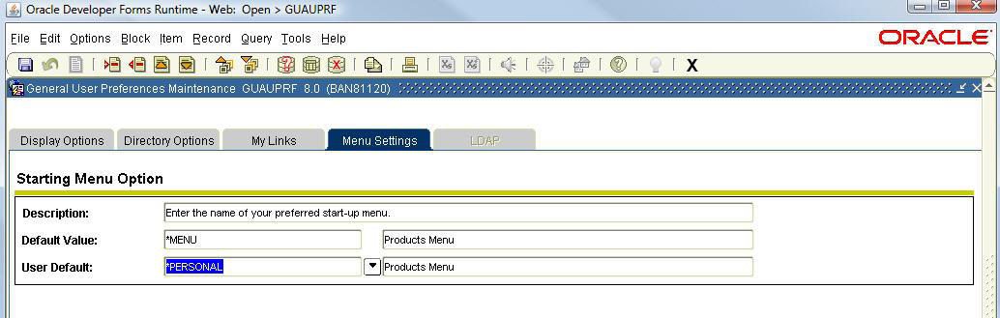 Oracle Developer Forms Runtime - Web: Open > GUAUPRF
File Edit Options Block Item Record Query Tools Help
ORACLE
X
General User Preferences Maintenance GUAUPRF 8.0 (BAN81120)
Display Options Directory Options My Links Menu Settings LDAP
Starting Menu Option
Description: Enter the name of your preferred start-up menu.
Default Value: *MENU Products Menu
User Default: *PERSONAL Products Menu